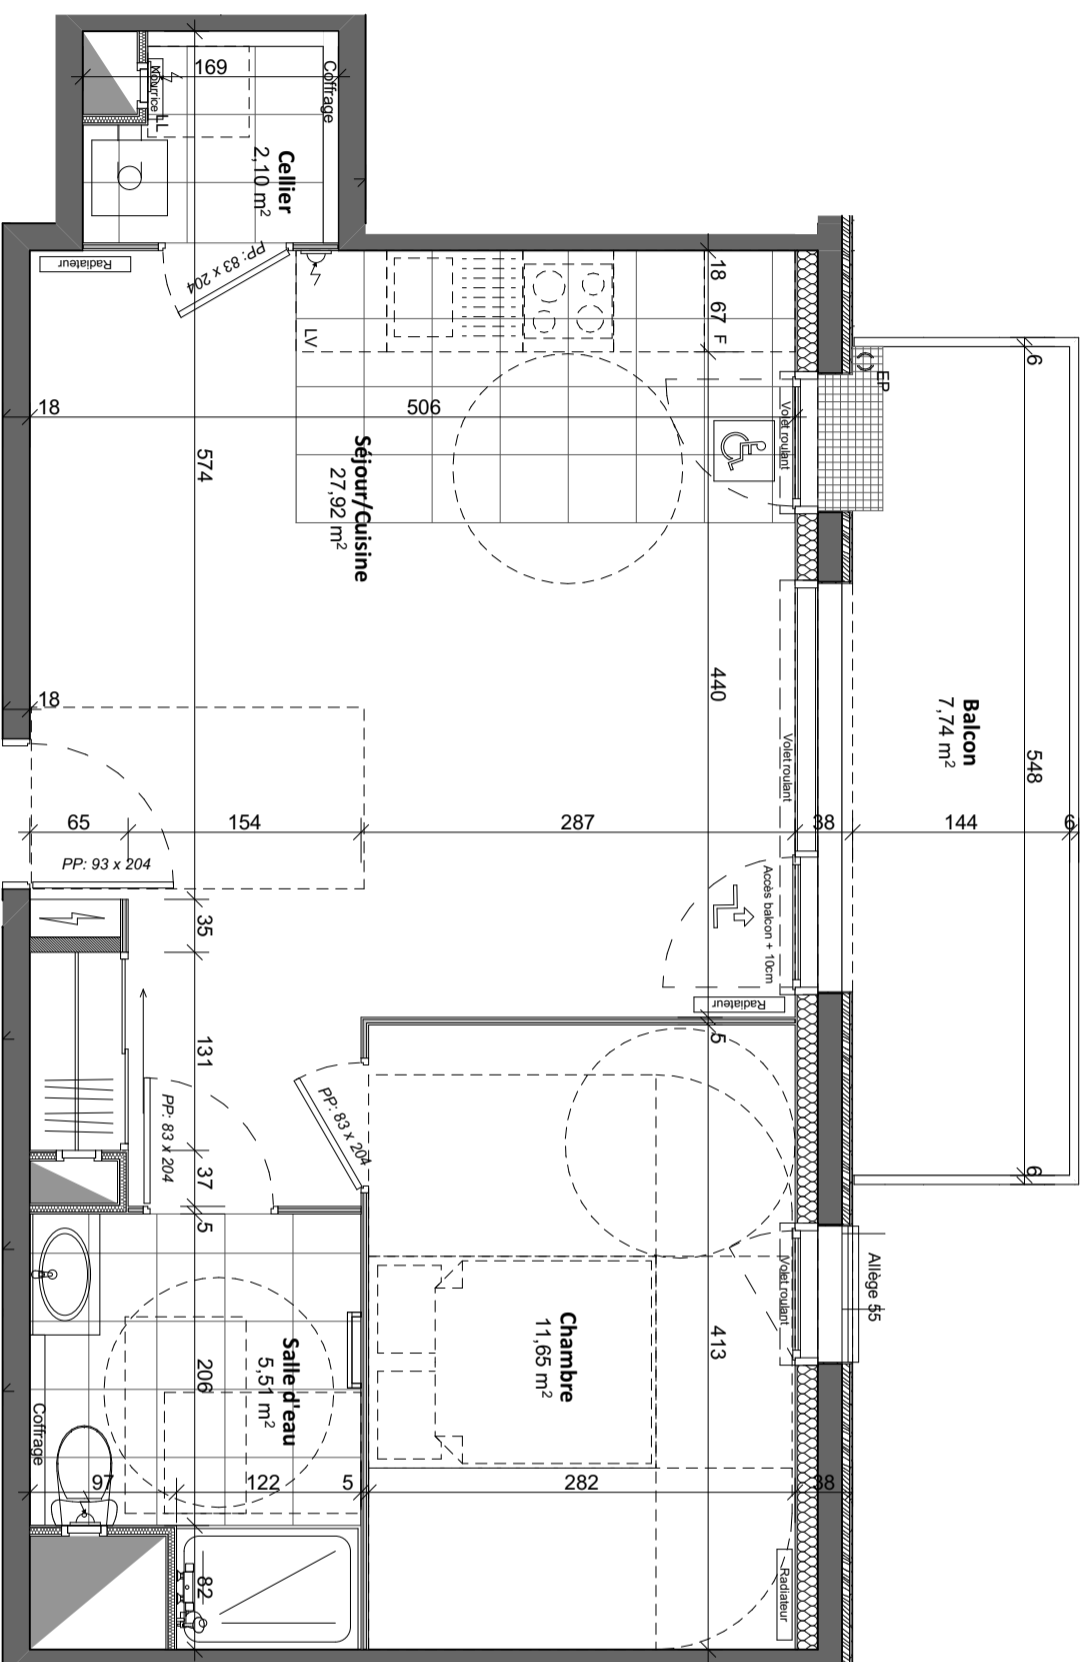 169
Coffrage
Nourrice
LL
Cellier
2,10 m²
PP: 83 x 204
Radiateur
LV
18
67
F
EP
6
18
506
Volet roulant
574
Séjour/Cuisine
27,92 m²
440
Balcon
7,74 m²
548
18
Volet roulant
65
154
287
38
144
6
PP: 93 x 204
Accès balcon + 10cm
35
Radiateur
5
131
PP: 83 x 204
PP: 83 x 204
37
6
5
Volet roulant
Allège 55
413
Chambre
11,65 m²
Salle d'eau
5,51 m²
206
Coffrage
97
122
5
282
38
82
Radiateur